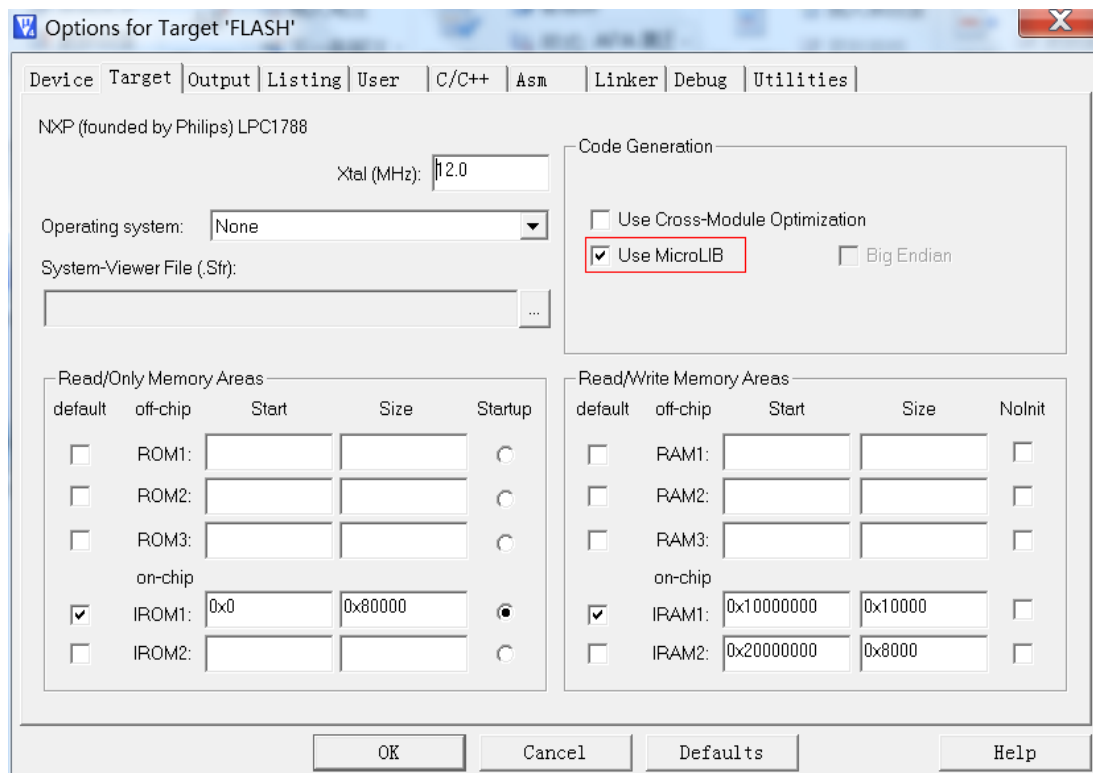 Options for Target 'FLASH'
Device Target Output Listing User C/C++ Asm Linker Debug Utilities
NXP (founded by Philips) LPC1788
Xtal (MHz): 12.0
Operating system: None
System-Viewer File (.Sfr):
...
Code Generation
Use Cross-Module Optimization
Use MicroLIB Big Endian
Read/Only Memory Areas
default off-chip Start Size Startup
ROM1:
ROM2:
ROM3:
on-chip
IROM1: 0x0 0x80000
IROM2:
Read/Write Memory Areas
default off-chip Start Size NoInit
RAM1:
RAM2:
RAM3:
on-chip
IRAM1: 0x10000000 0x10000
IRAM2: 0x20000000 0x8000
OK Cancel Defaults Help